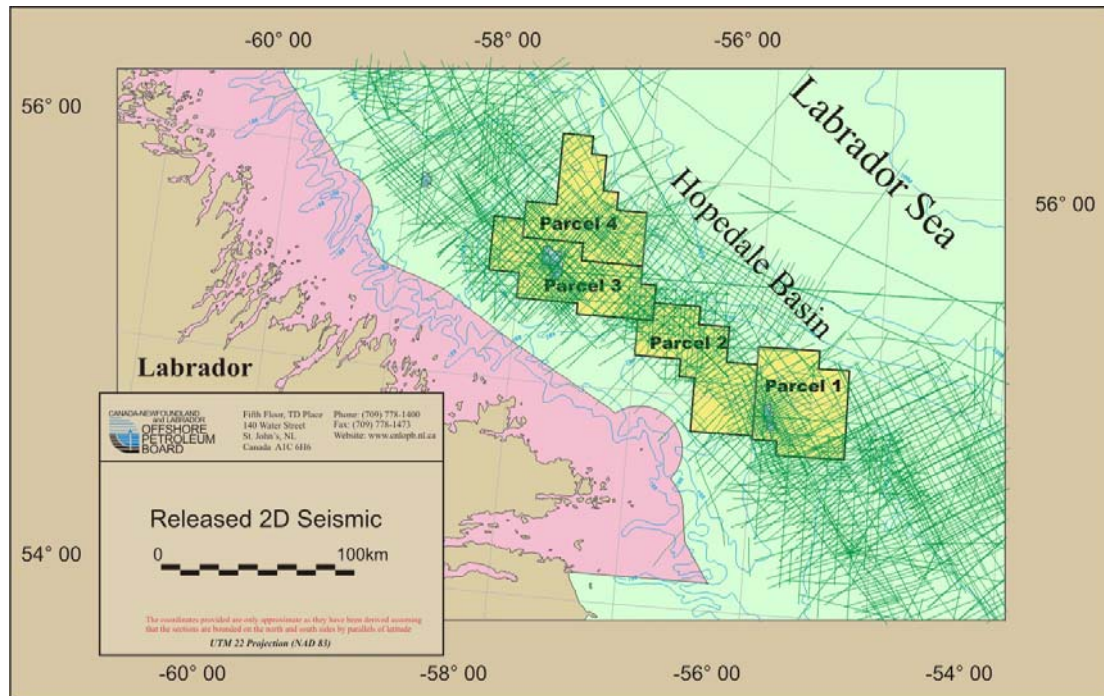 -60° 00 -58° 00 -56° 00
56° 00
Labrador Sea
56° 00
Hopedale Basin
Parcel 4
Parcel 3
Parcel 2
Parcel 1
Labrador
CANADA-NEWFOUNDLAND
and LABRADOR
OFFSHORE
PETROLEUM
BOARD
Fifth Floor, TD Place
140 Water Street
St. John's, NL
Canada A1C 6H6
Phone: (709) 778-1400
Fax: (709) 778-1473
Website: www.cnlopb.nl.ca
Released 2D Seismic
0 100km
The coordinates provided are only approximate as they have been derived assuming
that the sections are bounded on the north and south sides by parallels of latitude
UTM 22 Projection (NAD 83)
54° 00
-60° 00 -58° 00 -56° 00 -54° 00